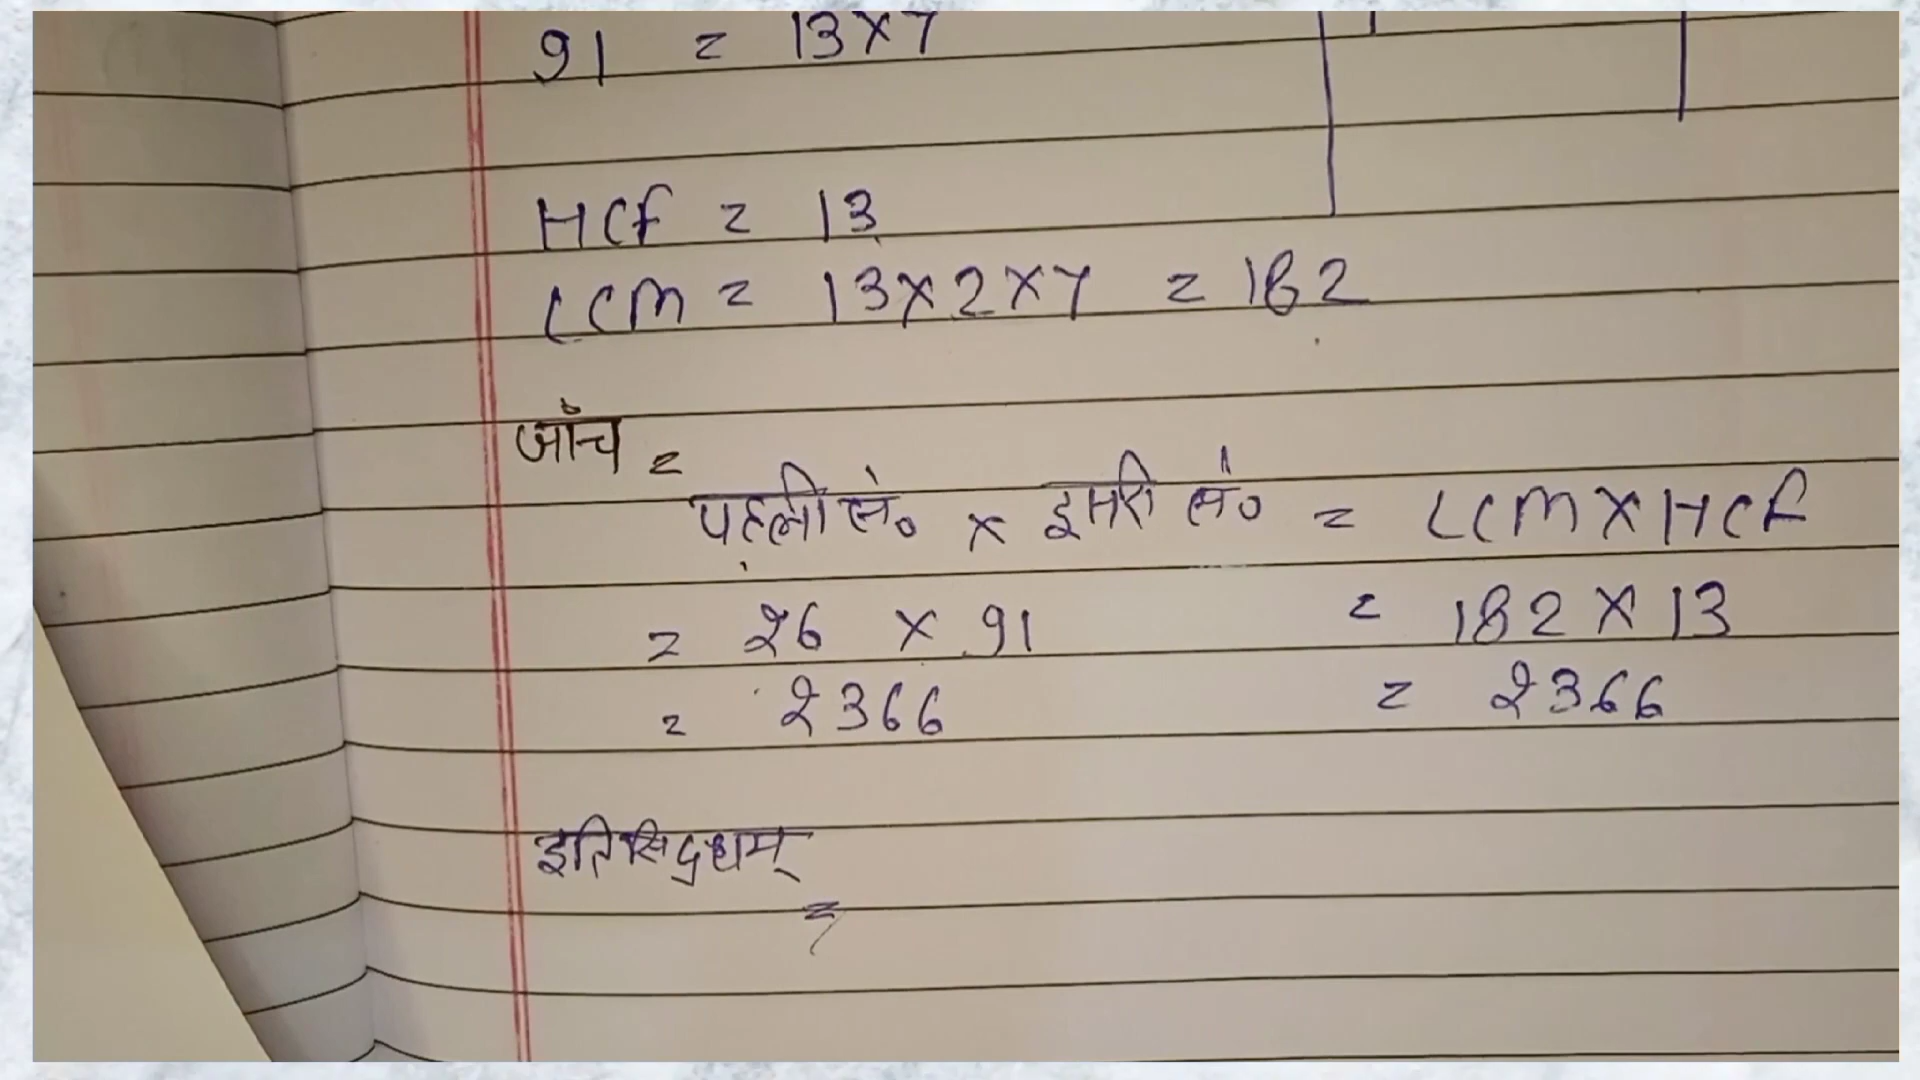 91 = 13×7
HCF = 13
LCM = 13×2×7 = 182
जाँच =
पहली सं० × दूसरी सं० = LCM×HCF
= 26 × 91 = 182×13
= 2366 = 2366
इतिसिद्धम्